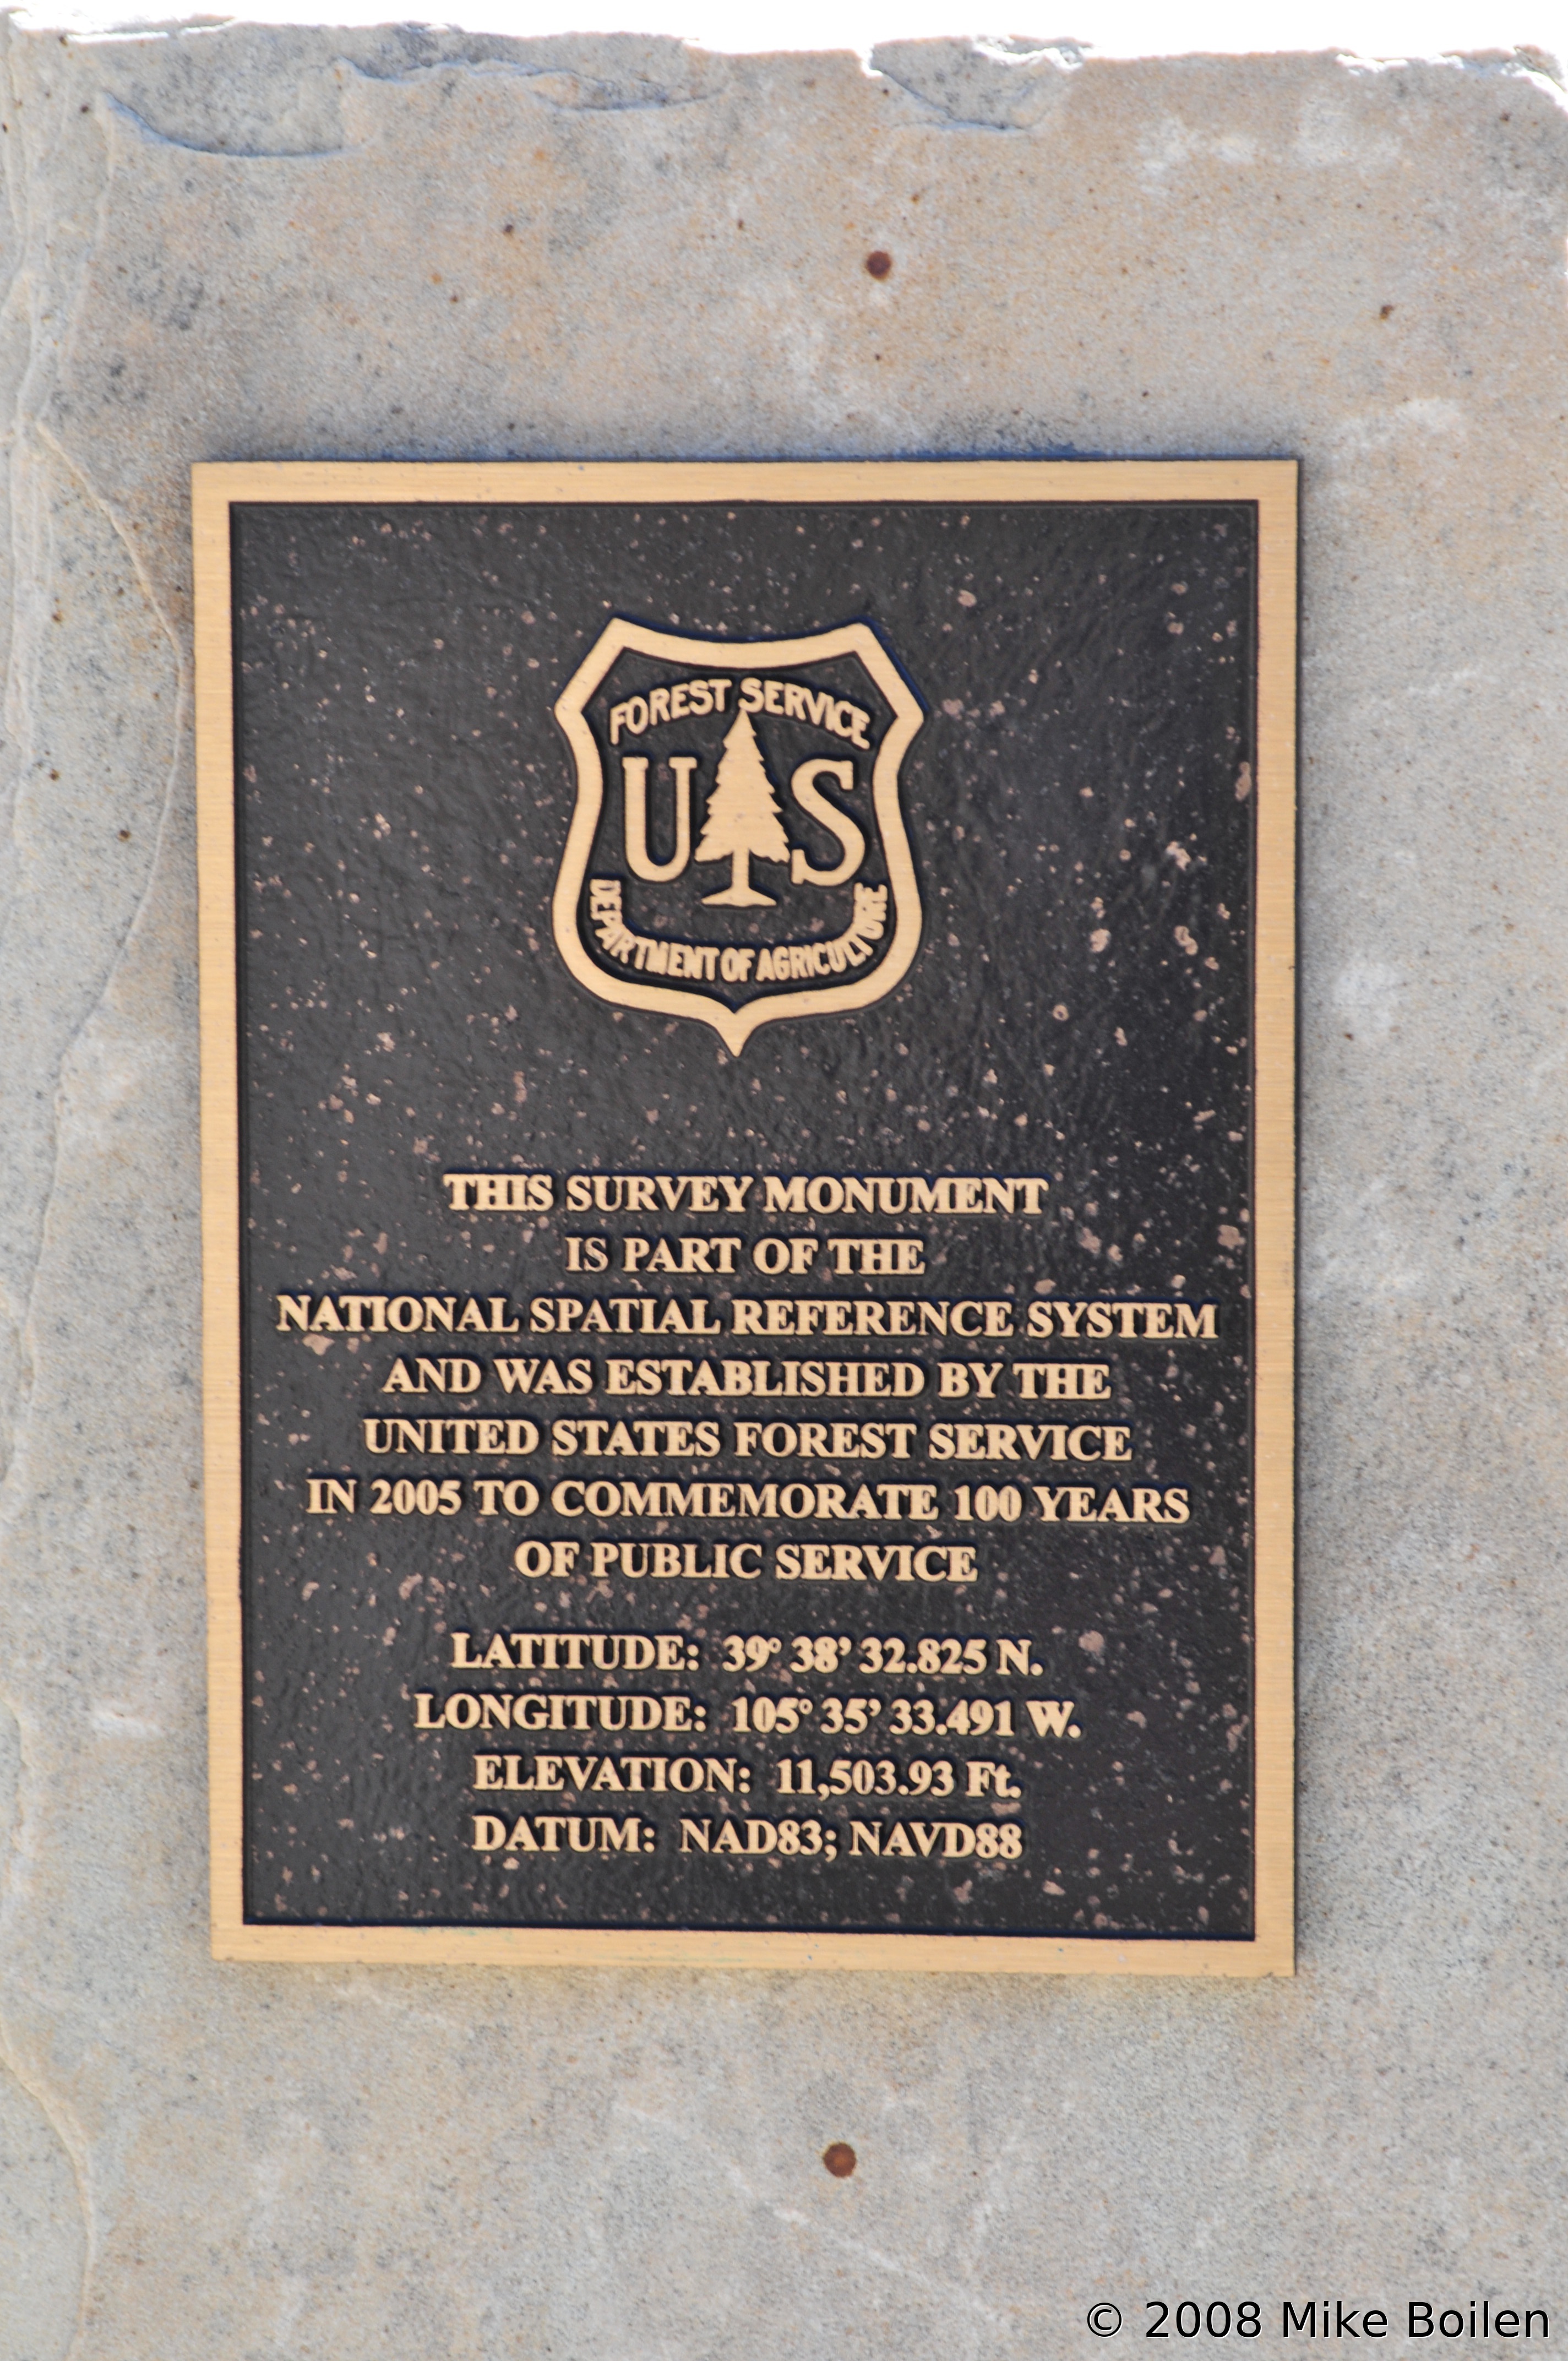 FOREST SERVICE
U S
DEPARTMENT OF AGRICULTURE
THIS SURVEY MONUMENT
IS PART OF THE
NATIONAL SPATIAL REFERENCE SYSTEM
AND WAS ESTABLISHED BY THE
UNITED STATES FOREST SERVICE
IN 2005 TO COMMEMORATE 100 YEARS
OF PUBLIC SERVICE
LATITUDE: 39° 38’ 32.825 N.
LONGITUDE: 105° 35’ 33.491 W.
ELEVATION: 11,503.93 Ft.
DATUM: NAD83; NAVD88
© 2008 Mike Boilen